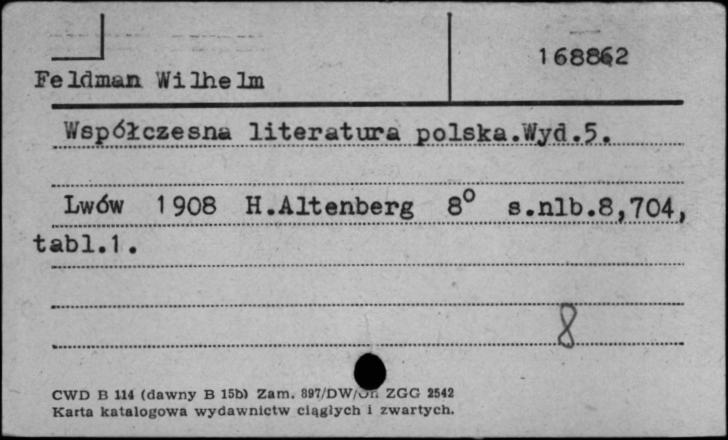 168862
Feldman Wilhelm
Współczesna literatura polska.Wyd.5.
Lwów 1908 H.Altenberg 8° s.nlb.8,704,
tabl.1.
8
CWD B 114 (dawny B 15b) Zam. 897/DW/ ZGG 2542
Karta katalogowa wydawnictw ciągłych i zwartych.